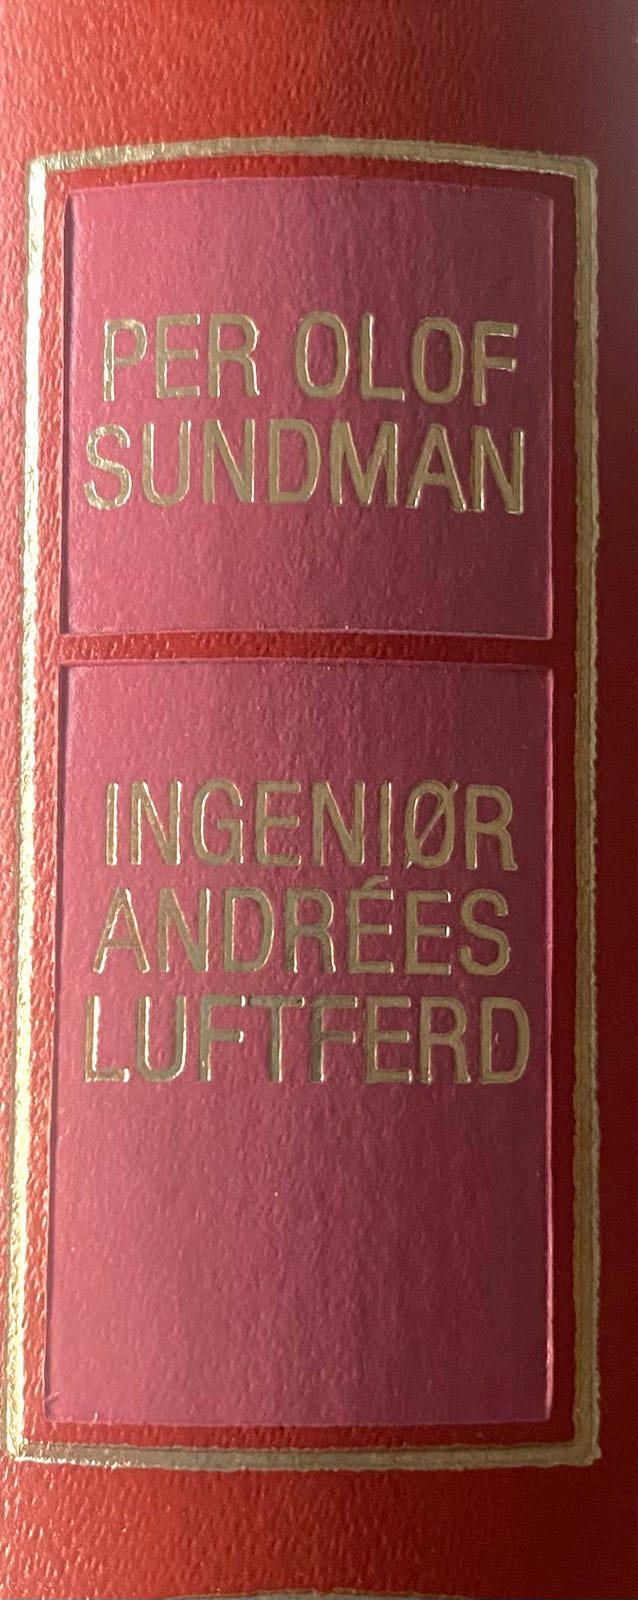 PER OLOF
SUNDMAN
INGENIØR
ANDRÉES
LUFTFERD